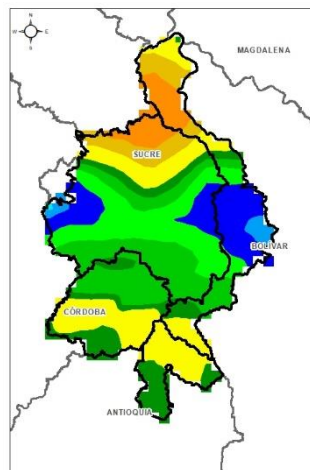 N
W E
S
MAGDALENA
SUCRE
BOLIVAR
CÓRDOBA
ANTIOQUIA